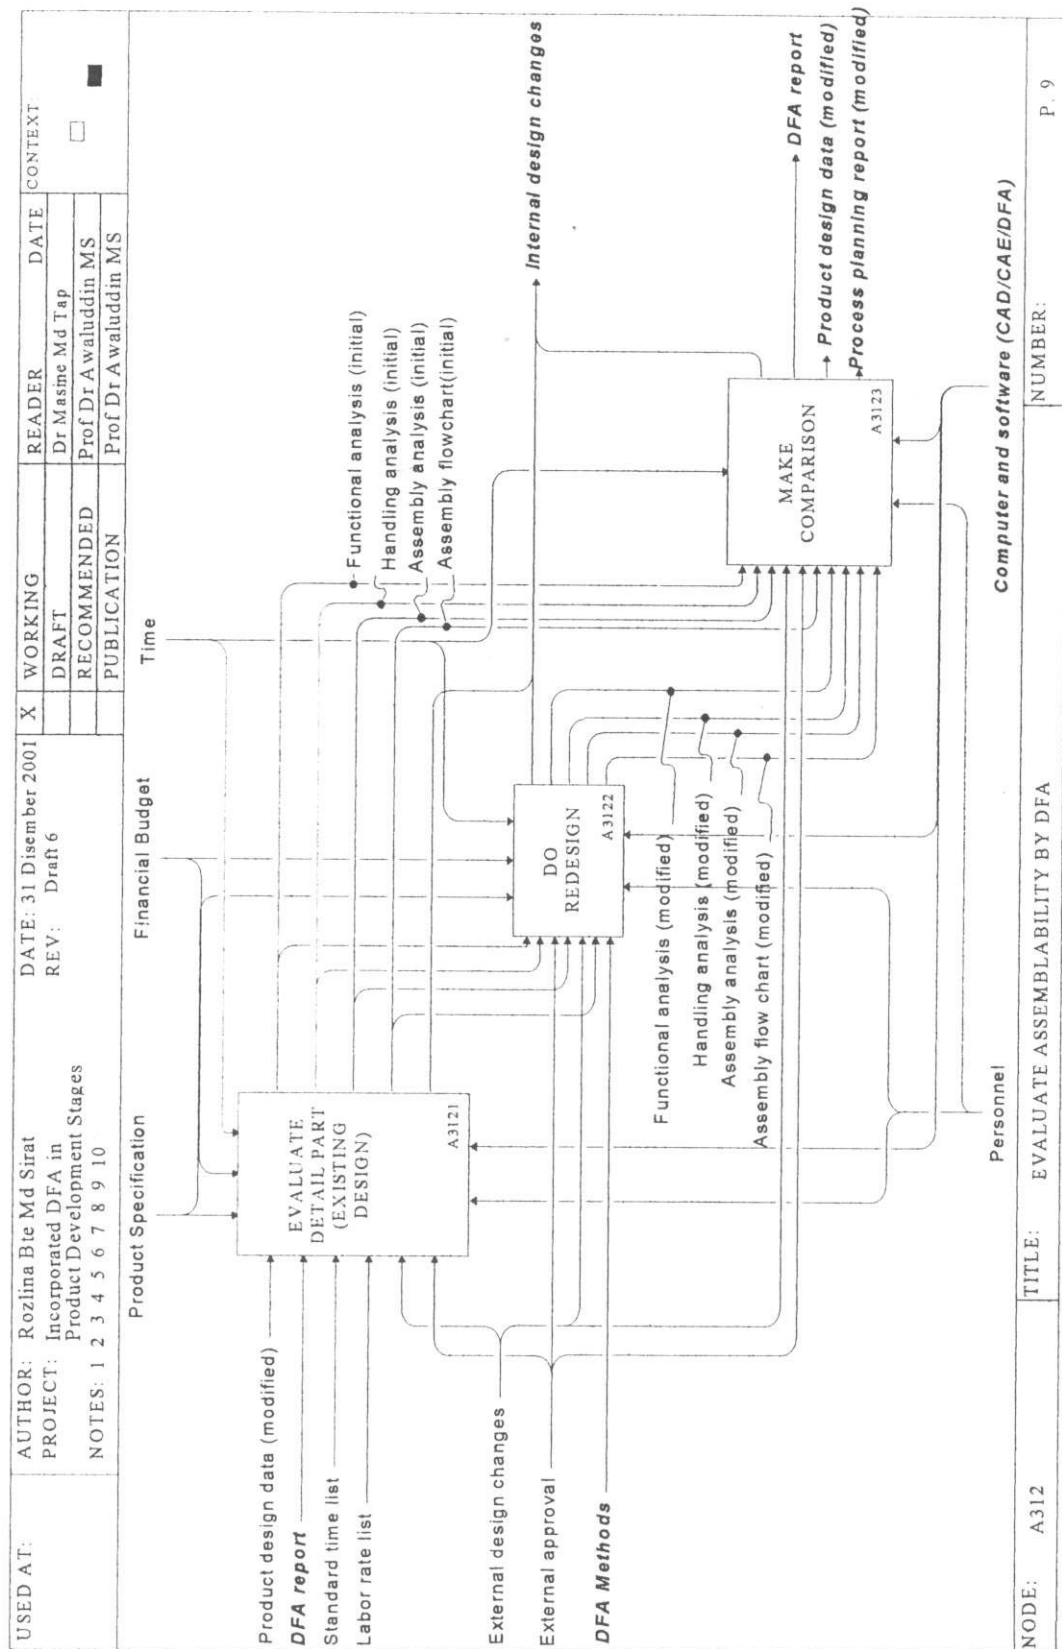 USED AT:
AUTHOR: Rozlina Bte Md Sirat
PROJECT: Incorporated DFA in
Product Development Stages
NOTES: 1 2 3 4 5 6 7 8 9 10
DATE: 31 Disember 2001
REV: Draft 6
X WORKING
DRAFT
RECOMMENDED
PUBLICATION
READER DATE
Dr Masine Md Tap
Prof Dr Awaluddin MS
Prof Dr Awaluddin MS
CONTEXT:
Product Specification
Financial Budget
Time
Product design data (modified)
DFA report
Standard time list
Labor rate list
External design changes
External approval
DFA Methods
EVALUATE
DETAIL PART
(EXISTING
DESIGN)
A3121
Functional analysis (initial)
Handling analysis (initial)
Assembly analysis (initial)
Assembly flowchart(initial)
DO
REDESIGN
A3122
Internal design changes
Functional analysis (modified)
Handling analysis (modified)
Assembly analysis (modified)
Assembly flow chart (modified)
MAKE
COMPARISON
A3123
DFA report
Product design data (modified)
Process planning report (modified)
Personnel
Computer and software (CAD/CAE/DFA)
NODE: A312
TITLE: EVALUATE ASSEMBLABILITY BY DFA
NUMBER:
P. 9